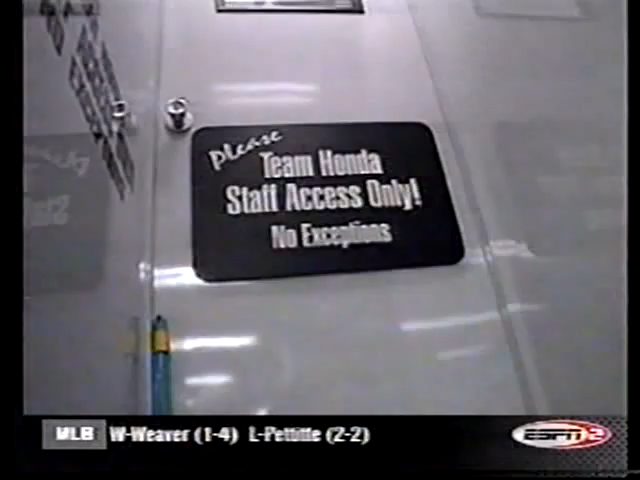 Please
Team Honda
Staff Access Only!
No Exceptions
MLB W-Weaver (1-4) L-Pettitte (2-2) ESPN2